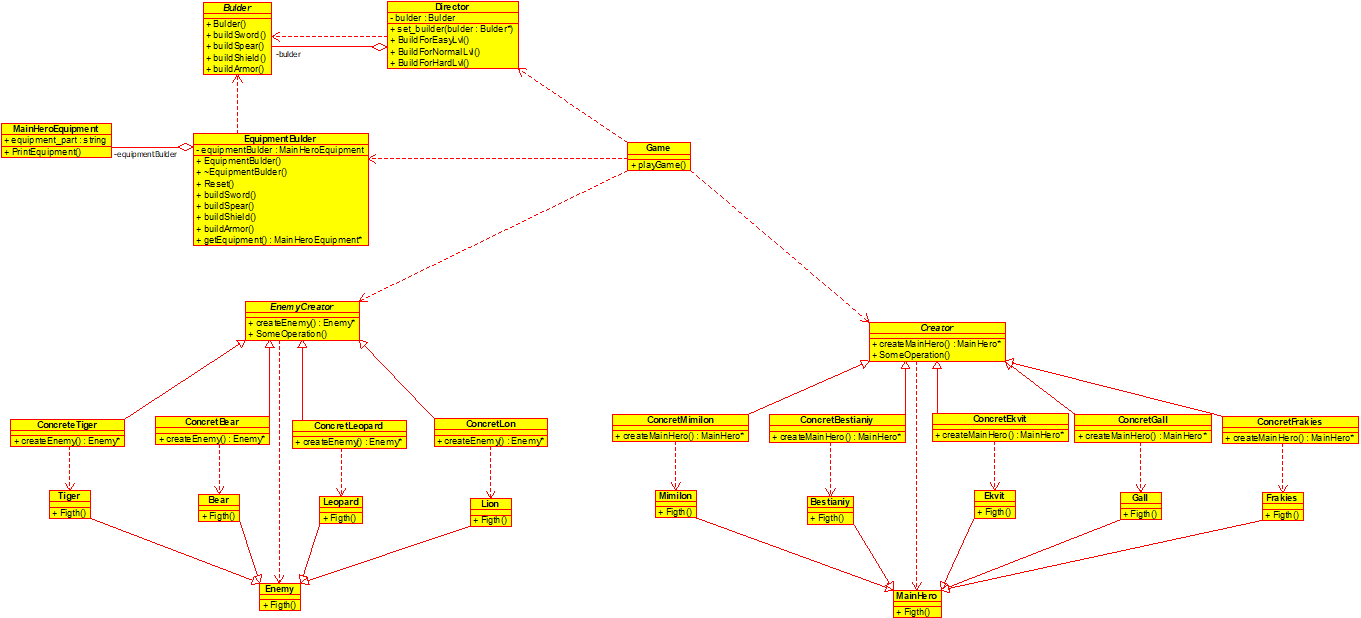 Bulder
+ Bulder()
+ buildSword()
+ buildSpear()
+ buildShield()
+ buildArmor()
Director
- bulder : Bulder
+ set_builder(bulder : Bulder*)
+ BuildForEasyLvl()
+ BuildForNormalLvl()
+ BuildForHardLvl()
-bulder
MainHeroEquipment
+ equipment_part : string
+ PrintEquipment()
-equipmentBulder
EquipmentBulder
- equipmentBulder : MainHeroEquipment
+ EquipmentBulder()
+ ~EquipmentBulder()
+ Reset()
+ buildSword()
+ buildSpear()
+ buildShield()
+ buildArmor()
+ getEquipment() : MainHeroEquipment*
Game
+ playGame()
EnemyCreator
+ createEnemy() : Enemy*
+ SomeOperation()
Creator
+ createMainHero() : MainHero*
+ SomeOperation()
ConcreteTiger
+ createEnemy() : Enemy*
ConcretBear
+ createEnemy() : Enemy*
ConcretLeopard
+ createEnemy() : Enemy*
ConcretLon
+ createEnemy() : Enemy*
ConcretMimilon
+ createMainHero() : MainHero*
ConcretBestianiy
+ createMainHero() : MainHero*
ConcretEkvit
+ createMainHero() : MainHero*
ConcretGall
+ createMainHero() : MainHero*
ConcretFrakies
+ createMainHero() : MainHero*
Tiger
+ Figth()
Bear
+ Figth()
Leopard
+ Figth()
Lion
+ Figth()
Mimilon
+ Figth()
Bestianiy
+ Figth()
Ekvit
+ Figth()
Gall
+ Figth()
Frakies
+ Figth()
Enemy
+ Figth()
MainHero
+ Figth()